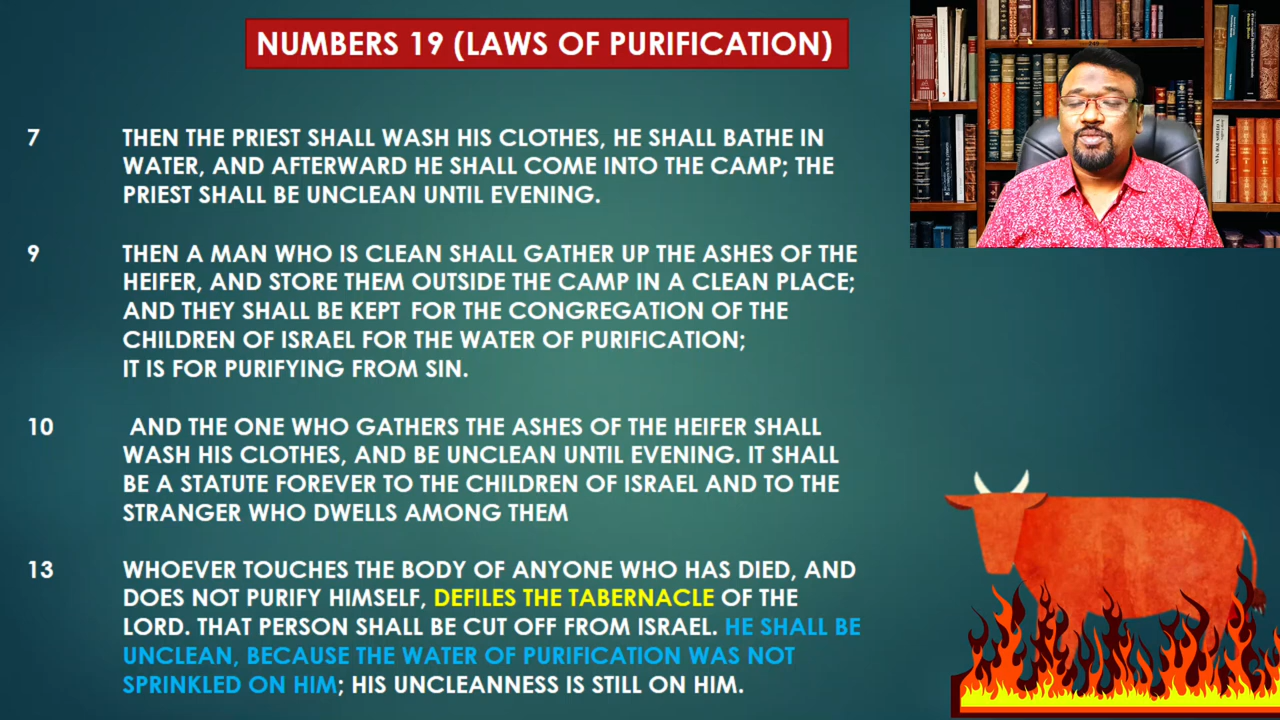 NUMBERS 19 (LAWS OF PURIFICATION)
7 THEN THE PRIEST SHALL WASH HIS CLOTHES, HE SHALL BATHE IN
WATER, AND AFTERWARD HE SHALL COME INTO THE CAMP; THE
PRIEST SHALL BE UNCLEAN UNTIL EVENING.
9 THEN A MAN WHO IS CLEAN SHALL GATHER UP THE ASHES OF THE
HEIFER, AND STORE THEM OUTSIDE THE CAMP IN A CLEAN PLACE;
AND THEY SHALL BE KEPT FOR THE CONGREGATION OF THE
CHILDREN OF ISRAEL FOR THE WATER OF PURIFICATION;
IT IS FOR PURIFYING FROM SIN.
10 AND THE ONE WHO GATHERS THE ASHES OF THE HEIFER SHALL
WASH HIS CLOTHES, AND BE UNCLEAN UNTIL EVENING. IT SHALL
BE A STATUTE FOREVER TO THE CHILDREN OF ISRAEL AND TO THE
STRANGER WHO DWELLS AMONG THEM
13 WHOEVER TOUCHES THE BODY OF ANYONE WHO HAS DIED, AND
DOES NOT PURIFY HIMSELF, DEFILES THE TABERNACLE OF THE
LORD. THAT PERSON SHALL BE CUT OFF FROM ISRAEL. HE SHALL BE
UNCLEAN, BECAUSE THE WATER OF PURIFICATION WAS NOT
SPRINKLED ON HIM; HIS UNCLEANNESS IS STILL ON HIM.